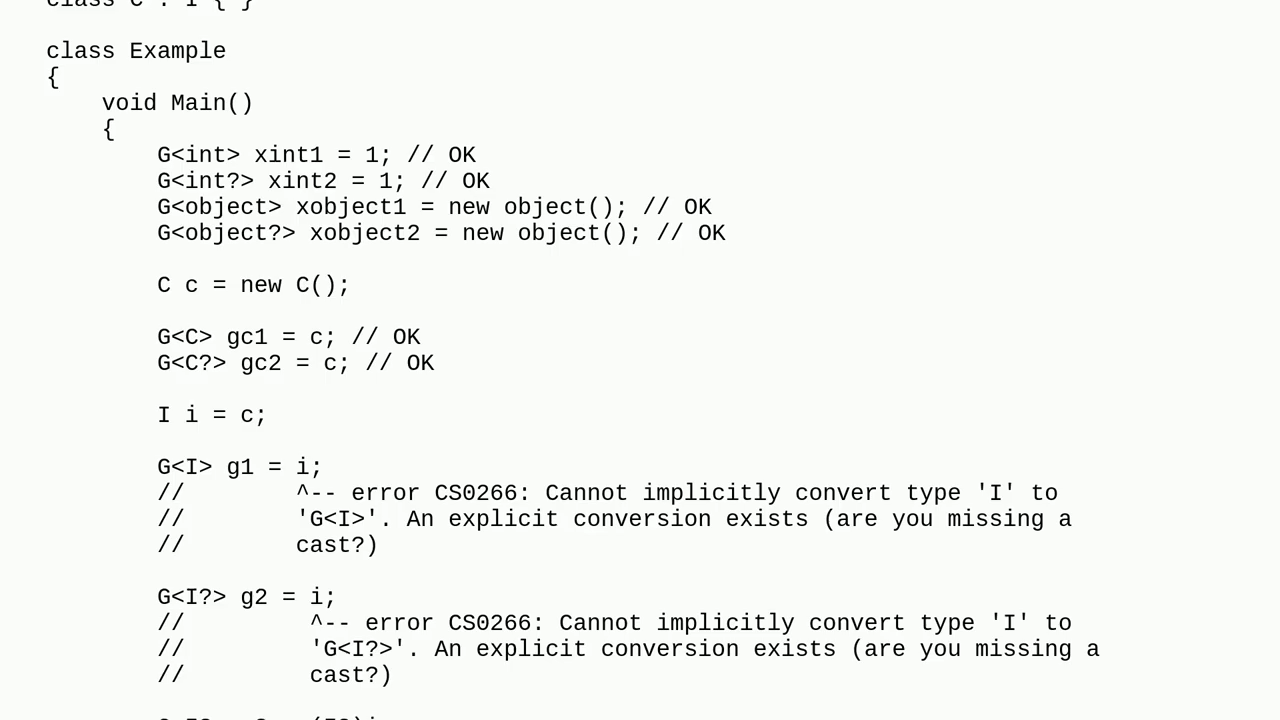 class C : I { }

class Example
{
    void Main()
    {
        G<int> xint1 = 1; // OK
        G<int?> xint2 = 1; // OK
        G<object> xobject1 = new object(); // OK
        G<object?> xobject2 = new object(); // OK

        C c = new C();

        G<C> gc1 = c; // OK
        G<C?> gc2 = c; // OK

        I i = c;

        G<I> g1 = i;
        //        ^-- error CS0266: Cannot implicitly convert type 'I' to
        //        'G<I>'. An explicit conversion exists (are you missing a
        //        cast?)

        G<I?> g2 = i;
        //         ^-- error CS0266: Cannot implicitly convert type 'I' to
        //         'G<I?>'. An explicit conversion exists (are you missing a
        //         cast?)